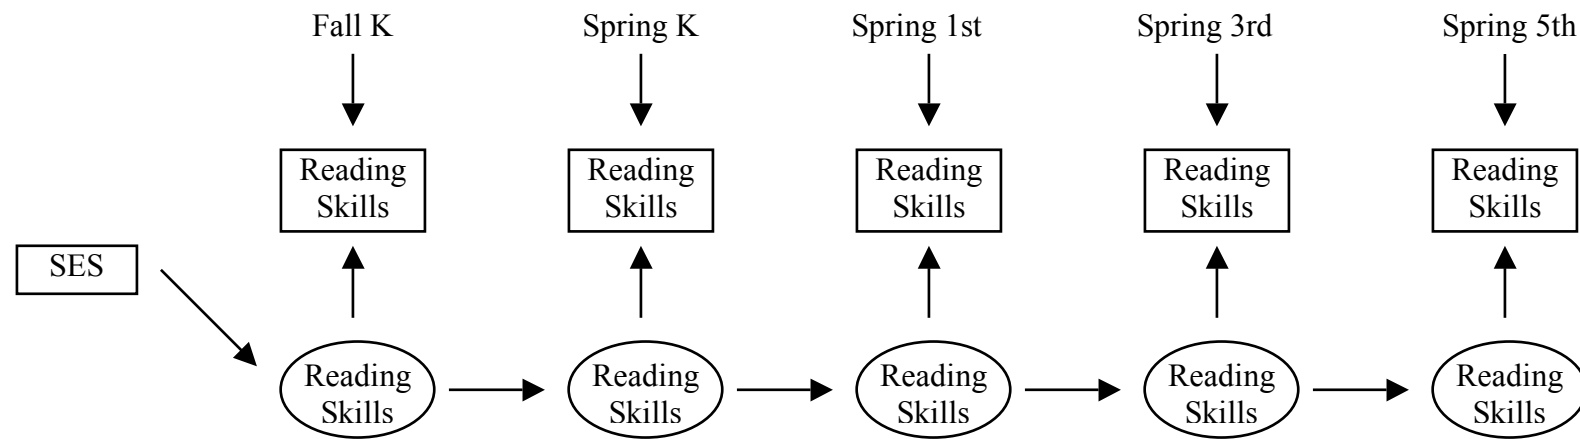 Fall K
Spring K
Spring 1st
Spring 3rd
Spring 5th
Reading
Skills
Reading
Skills
Reading
Skills
Reading
Skills
Reading
Skills
SES
Reading
Skills
Reading
Skills
Reading
Skills
Reading
Skills
Reading
Skills